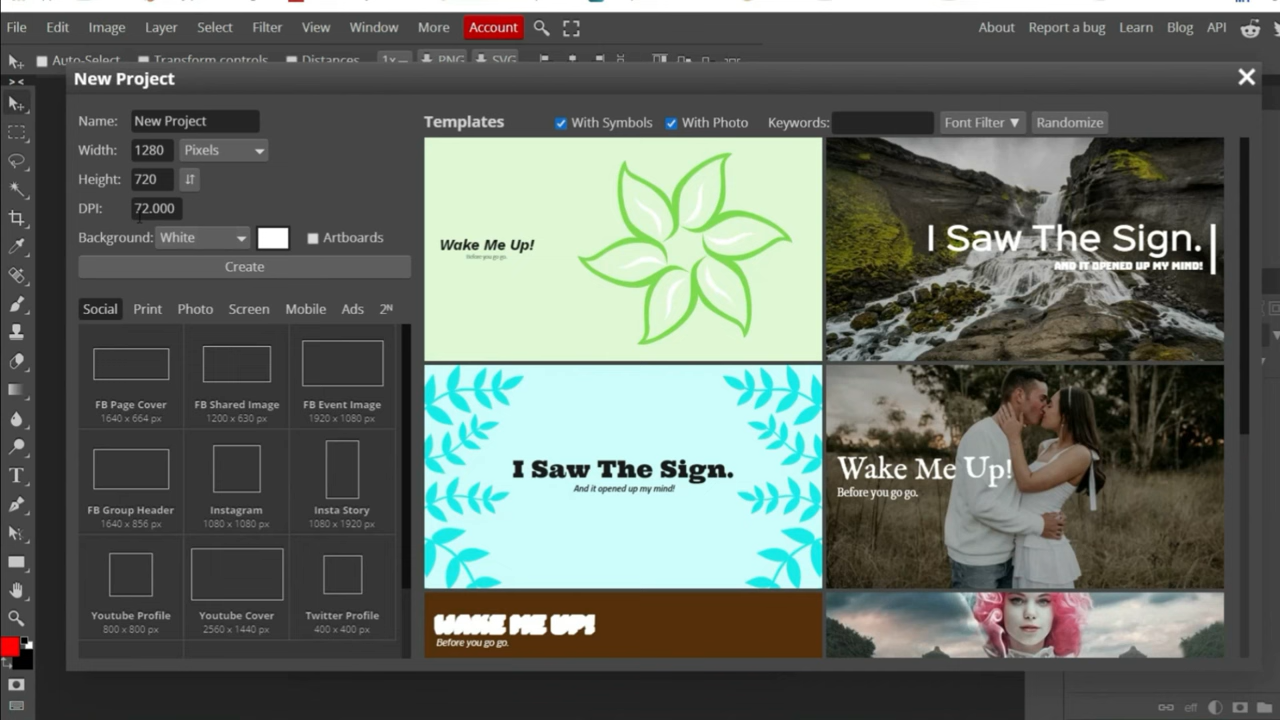 File Edit Image Layer Select Filter View Window More Account About Report a bug Learn Blog API
Auto-Select Transform controls Distances 1x PNG SVG
New Project
Name: New Project
Width: 1280 Pixels
Height: 720
DPI: 72.000
Background: White Artboards
Create
Social Print Photo Screen Mobile Ads 2ᴺ
FB Page Cover
1640 x 664 px
FB Shared Image
1200 x 630 px
FB Event Image
1920 x 1080 px
FB Group Header
1640 x 856 px
Instagram
1080 x 1080 px
Insta Story
1080 x 1920 px
Youtube Profile
800 x 800 px
Youtube Cover
2560 x 1440 px
Twitter Profile
400 x 400 px
Templates With Symbols With Photo Keywords: Font Filter ▼ Randomize
Wake Me Up!
Before you go go.
I Saw The Sign.
AND IT OPENED UP MY MIND!
I Saw The Sign.
And it opened up my mind!
Wake Me Up!
Before you go go.
WAKE ME UP!
Before you go go.
eff